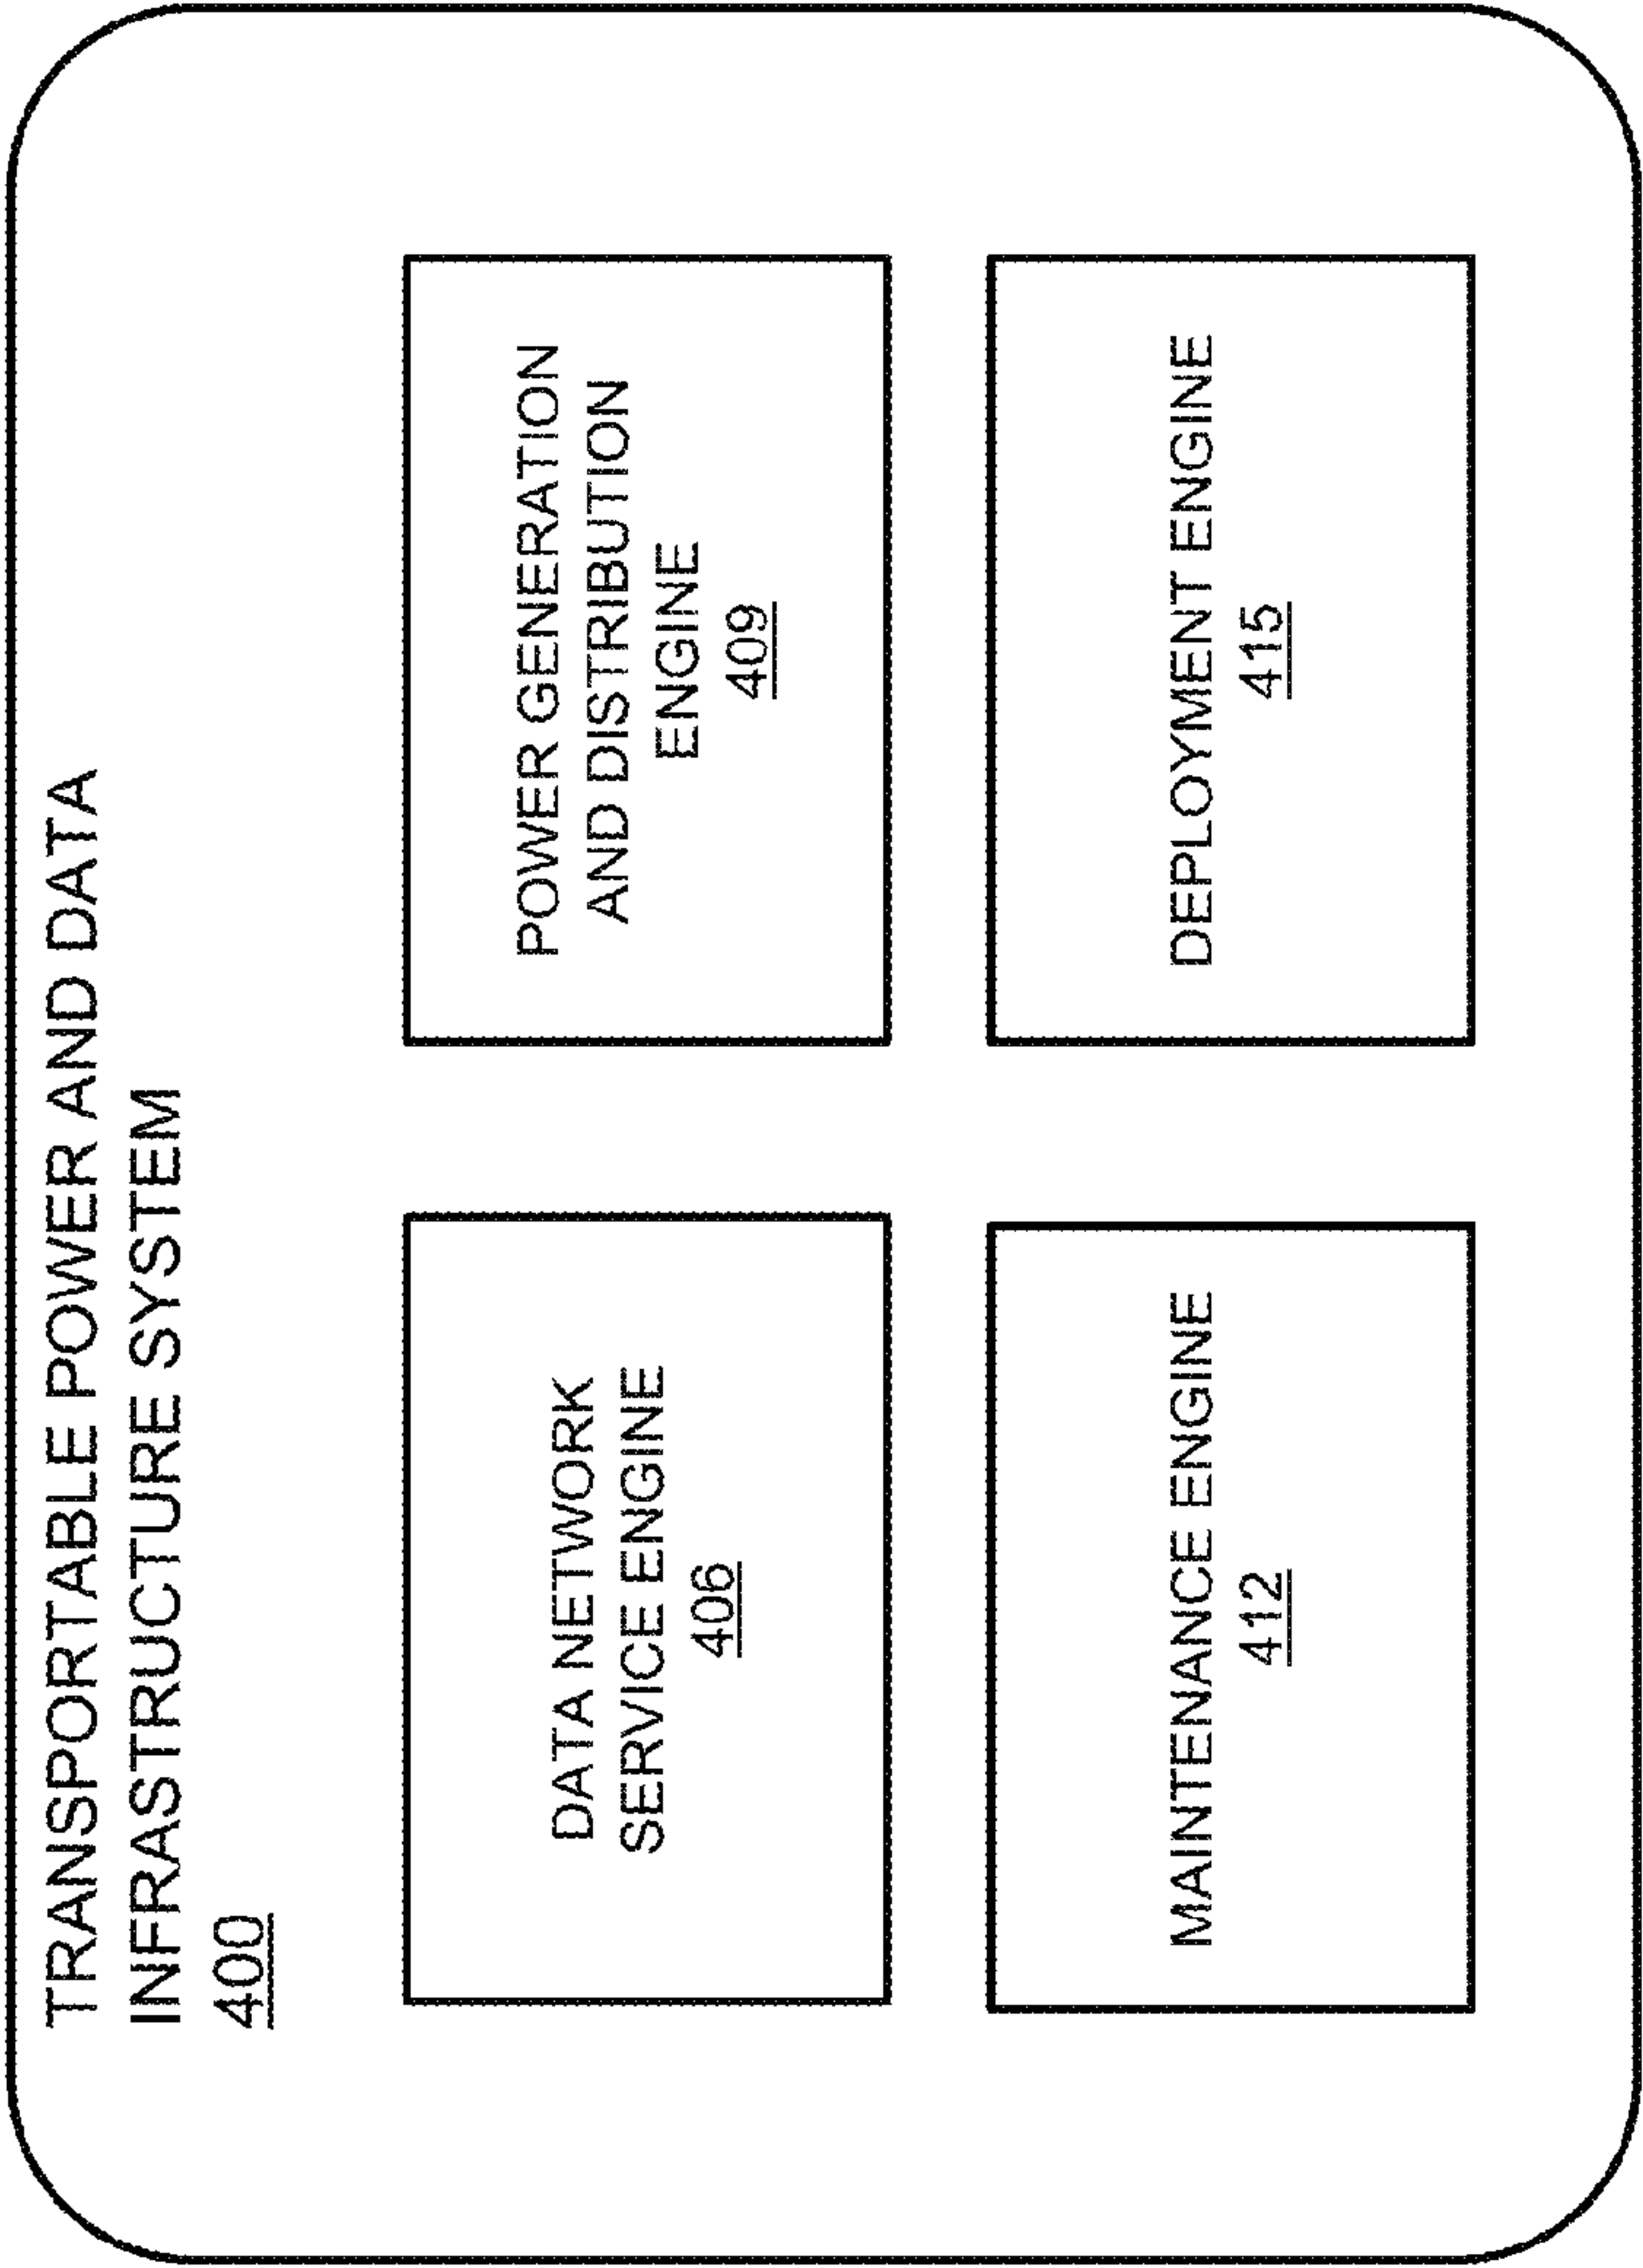 TRANSPORTABLE POWER AND DATA
INFRASTRUCTURE SYSTEM
400
DATA NETWORK
SERVICE ENGINE
406
POWER GENERATION
AND DISTRIBUTION
ENGINE
409
MAINTENANCE ENGINE
412
DEPLOYMENT ENGINE
415